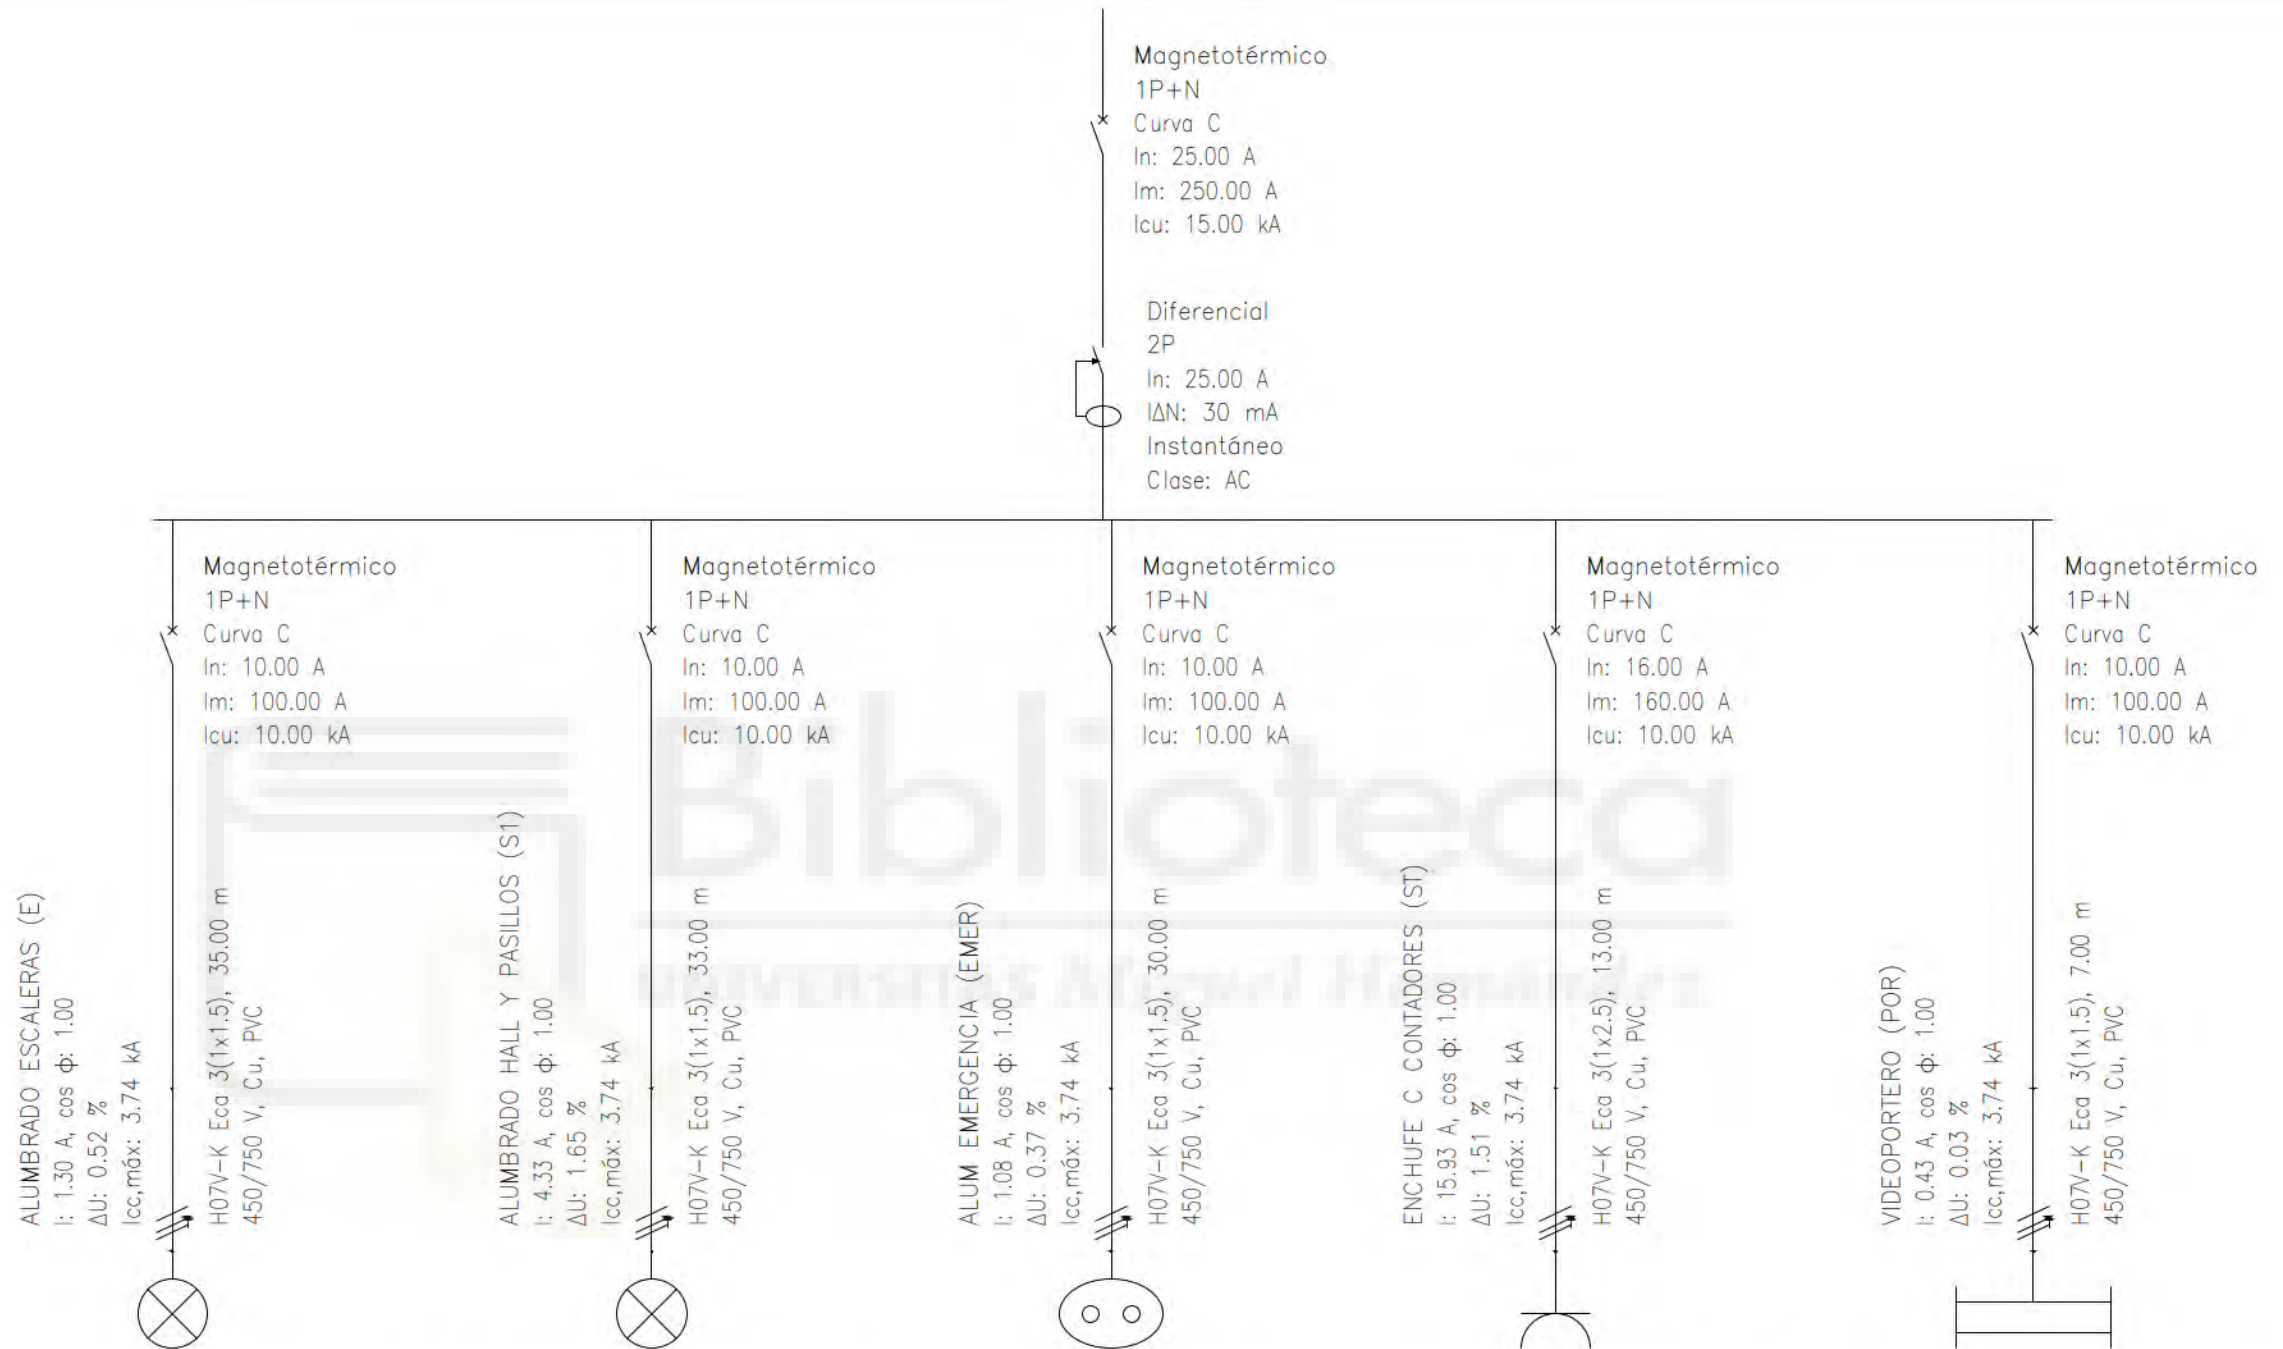 Magnetotérmico
1P+N
Curva C
In: 25.00 A
Im: 250.00 A
Icu: 15.00 kA
Diferencial
2P
In: 25.00 A
IΔN: 30 mA
Instantáneo
Clase: AC
Magnetotérmico
1P+N
Curva C
In: 10.00 A
Im: 100.00 A
Icu: 10.00 kA
Magnetotérmico
1P+N
Curva C
In: 10.00 A
Im: 100.00 A
Icu: 10.00 kA
Magnetotérmico
1P+N
Curva C
In: 10.00 A
Im: 100.00 A
Icu: 10.00 kA
Magnetotérmico
1P+N
Curva C
In: 16.00 A
Im: 160.00 A
Icu: 10.00 kA
Magnetotérmico
1P+N
Curva C
In: 10.00 A
Im: 100.00 A
Icu: 10.00 kA
Biblioteca
UNIVERSITAS Miguel Hernández
ALUMBRADO ESCALERAS (E)
I: 1.30 A, cos ϕ: 1.00
ΔU: 0.52 %
Icc,máx: 3.74 kA
H07V-K Eca 3(1x1.5), 35.00 m
450/750 V, Cu, PVC
ALUMBRADO HALL Y PASILLOS (S1)
I: 4.33 A, cos ϕ: 1.00
ΔU: 1.65 %
Icc,máx: 3.74 kA
H07V-K Eca 3(1x1.5), 33.00 m
450/750 V, Cu, PVC
ALUM EMERGENCIA (EMER)
I: 1.08 A, cos ϕ: 1.00
ΔU: 0.37 %
Icc,máx: 3.74 kA
H07V-K Eca 3(1x1.5), 30.00 m
450/750 V, Cu, PVC
ENCHUFE C CONTADORES (ST)
I: 15.93 A, cos ϕ: 1.00
ΔU: 1.51 %
Icc,máx: 3.74 kA
H07V-K Eca 3(1x2.5), 13.00 m
450/750 V, Cu, PVC
VIDEOPORTERO (POR)
I: 0.43 A, cos ϕ: 1.00
ΔU: 0.03 %
Icc,máx: 3.74 kA
H07V-K Eca 3(1x1.5), 7.00 m
450/750 V, Cu, PVC